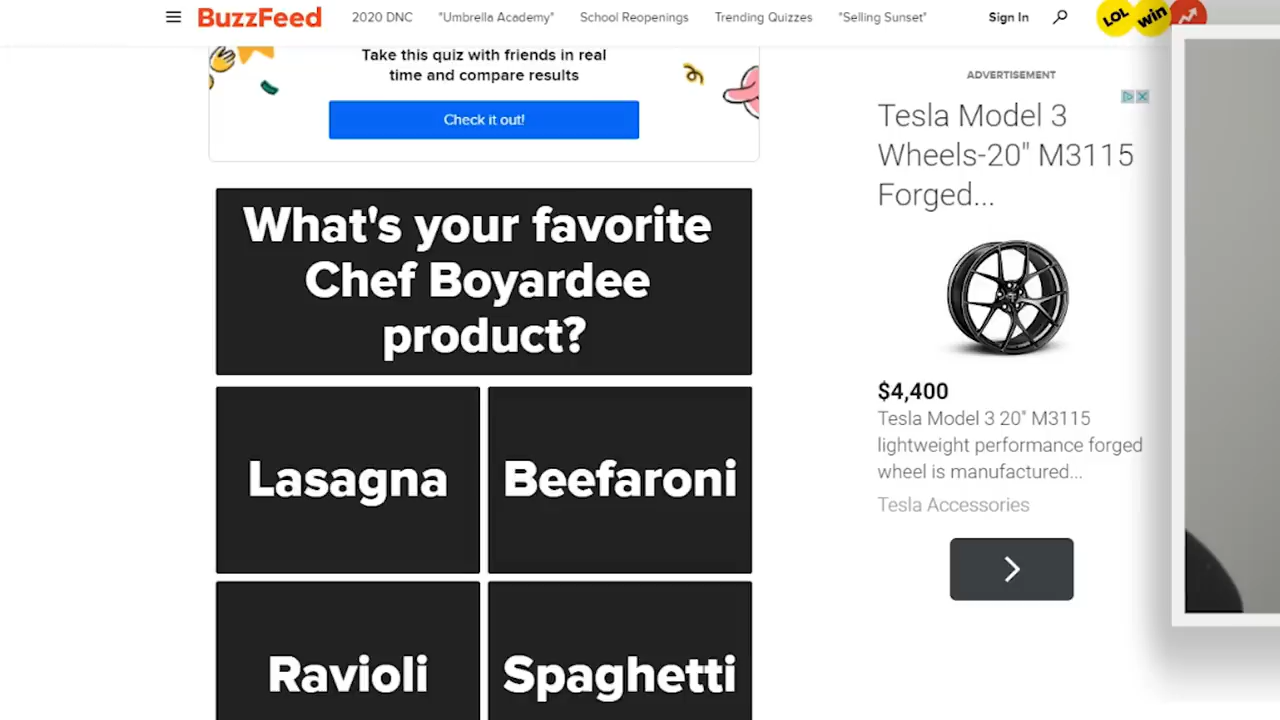 BuzzFeed
2020 DNC
"Umbrella Academy"
School Reopenings
Trending Quizzes
"Selling Sunset"
Sign In
LOL
win
Take this quiz with friends in real
time and compare results
Check it out!
What's your favorite
Chef Boyardee
product?
Lasagna
Beefaroni
Ravioli
Spaghetti
ADVERTISEMENT
Tesla Model 3
Wheels-20" M3115
Forged...
$4,400
Tesla Model 3 20" M3115
lightweight performance forged
wheel is manufactured...
Tesla Accessories